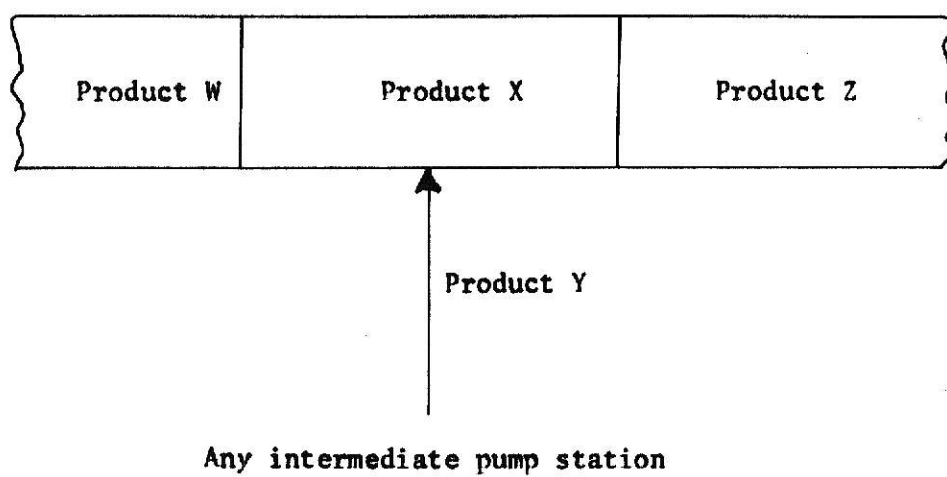 Product W Product X Product Z
Product Y
Any intermediate pump station